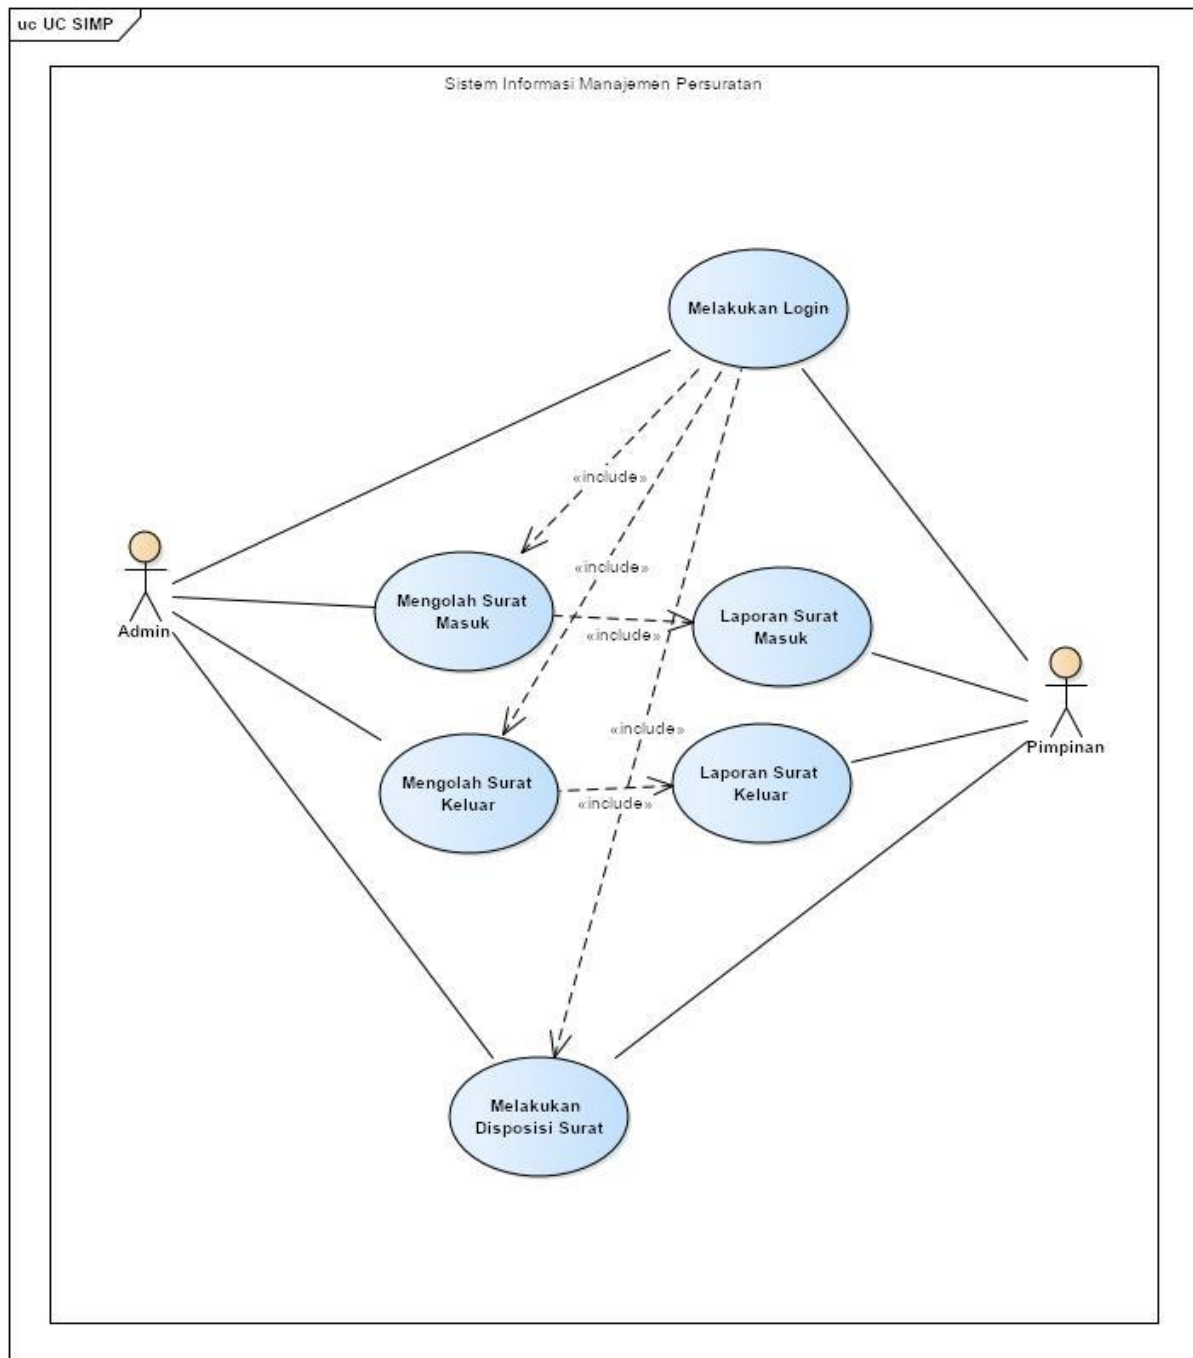 uc UC SIMP
Sistem Informasi Manajemen Persuratan
Melakukan Login
«include»
«include»
Admin
Mengolah Surat
Masuk
«include»
Laporan Surat
Masuk
«include»
Pimpinan
Mengolah Surat
Keluar
«include»
Laporan Surat
Keluar
Melakukan
Disposisi Surat